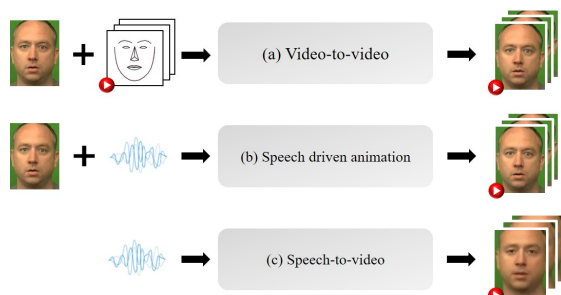 (a) Video-to-video
(b) Speech driven animation
(c) Speech-to-video